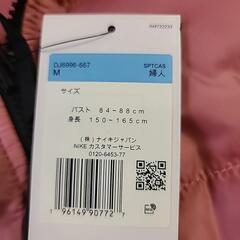 DJ6996-667
SPTCAS
M
婦人
サイズ
バスト 84~88cm
身長 150~165cm
(株)ナイキジャパン
NIKE カスタマーサービス
0120-6453-77
1 96149 90772 7